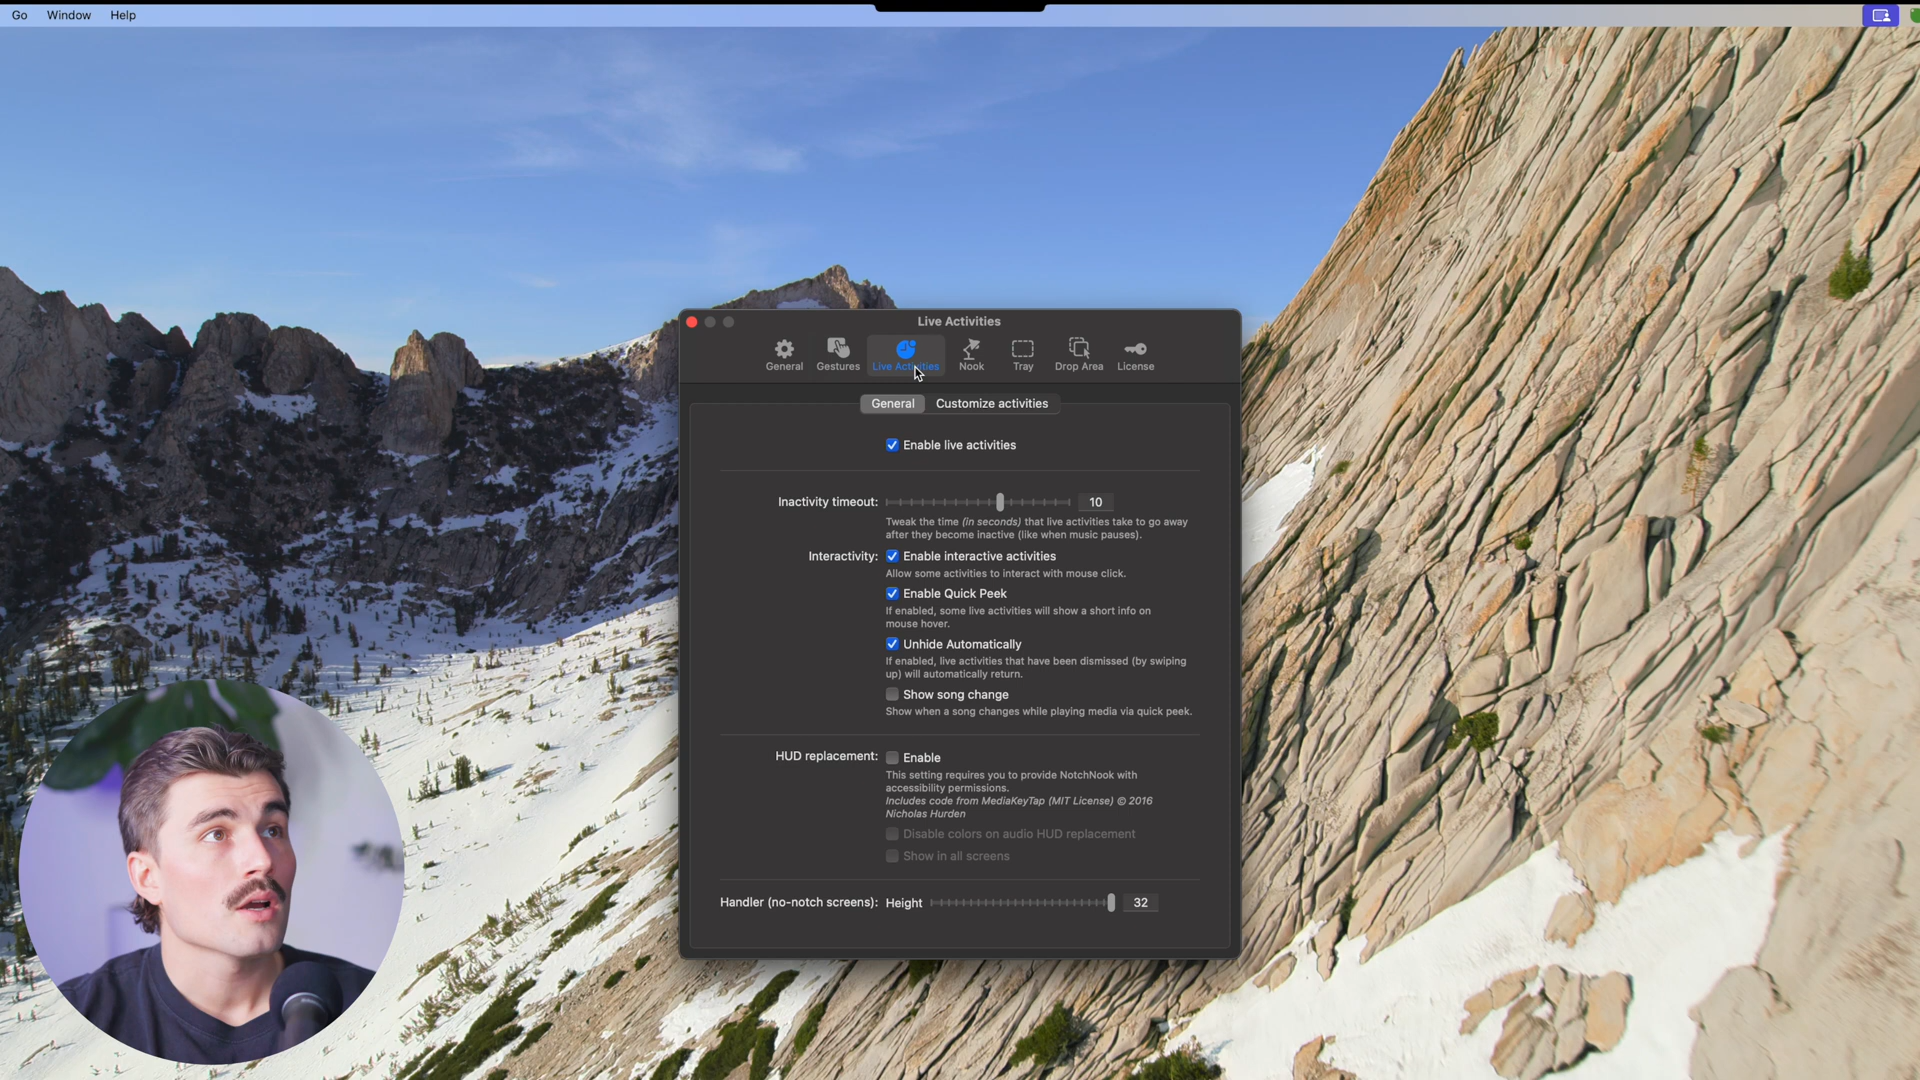 Go Window Help
Live Activities
General Gestures Live Activities Nook Tray Drop Area License
General Customize activities
Enable live activities
Inactivity timeout: 10
Tweak the time (in seconds) that live activities take to go away
after they become inactive (like when music pauses).
Interactivity: Enable interactive activities
Allow some activities to interact with mouse click.
Enable Quick Peek
If enabled, some live activities will show a short info on
mouse hover.
Unhide Automatically
If enabled, live activities that have been dismissed (by swiping
up) will automatically return.
Show song change
Show when a song changes while playing media via quick peek.
HUD replacement: Enable
This setting requires you to provide NotchNook with
accessibility permissions.
Includes code from MediaKeyTap (MIT License) © 2016
Nicholas Hurden
Disable colors on audio HUD replacement
Show in all screens
Handler (no-notch screens): Height 32